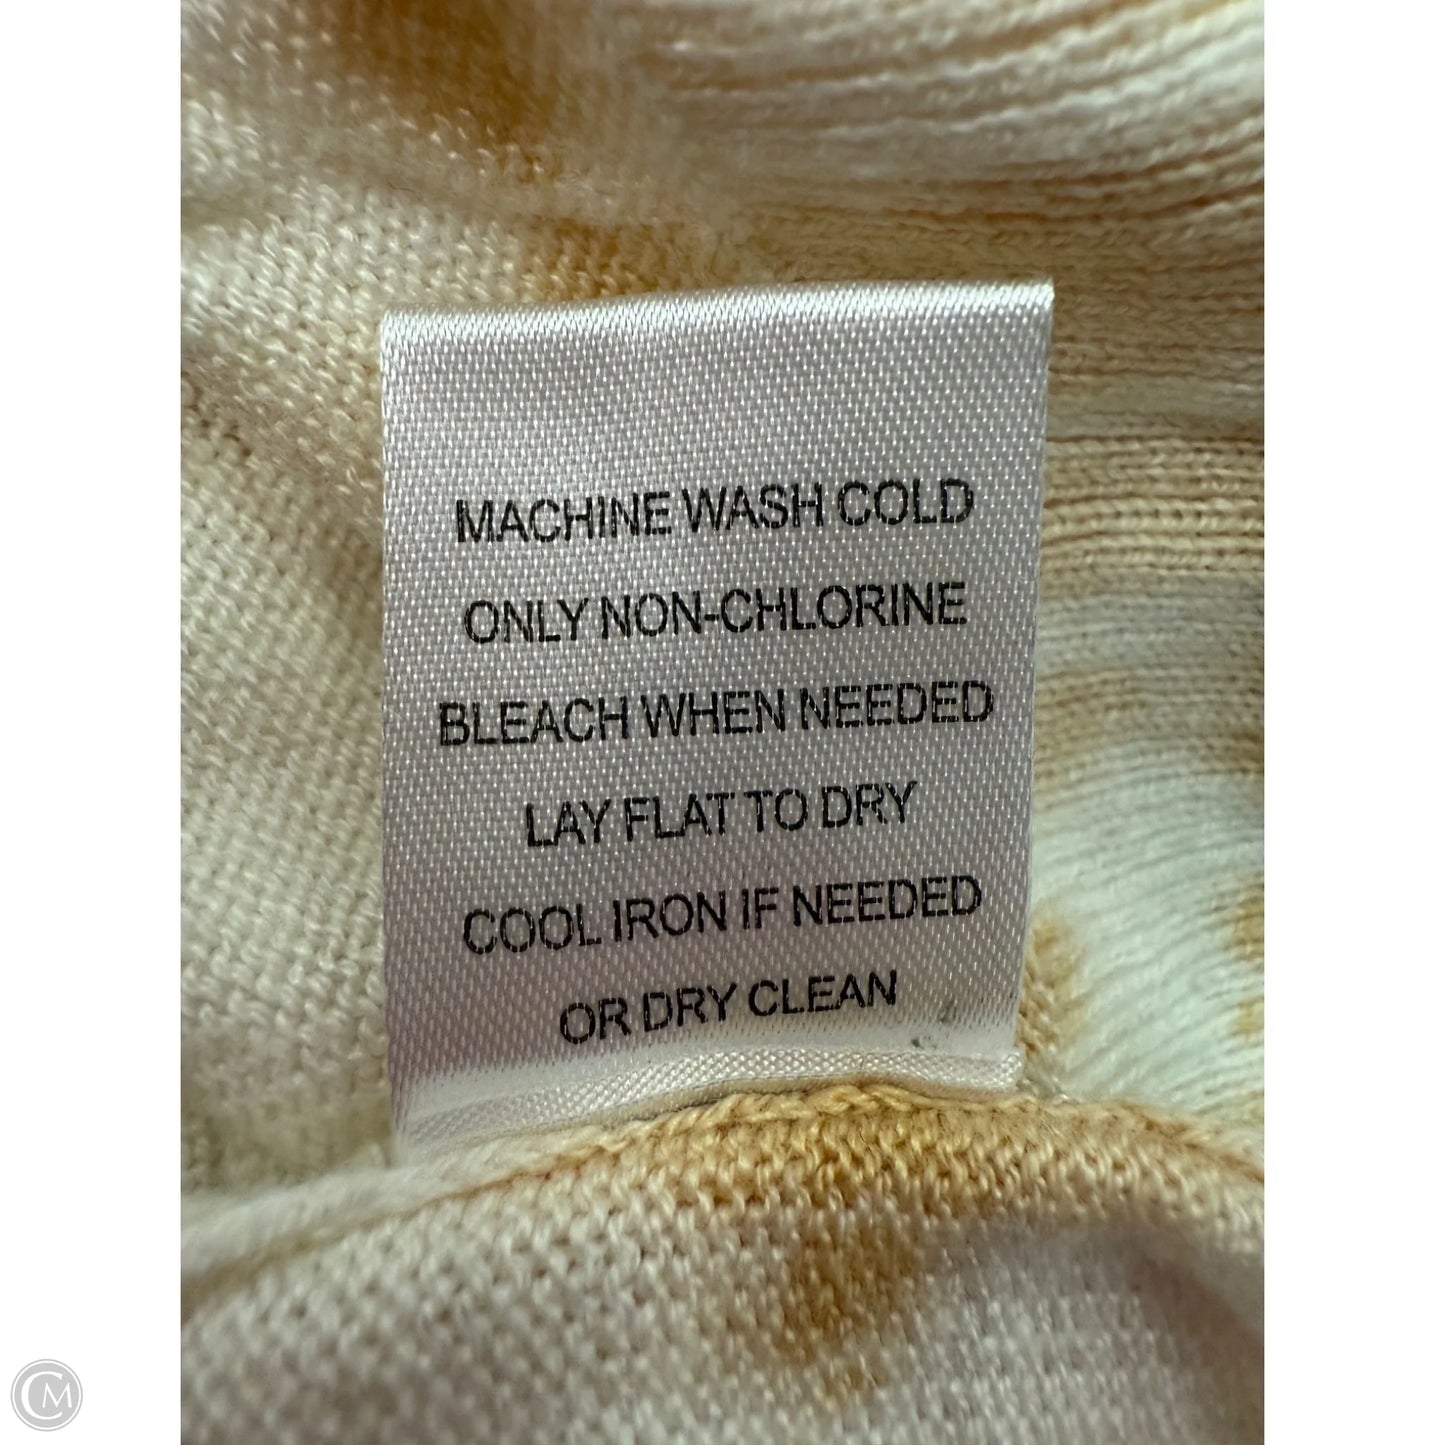 MACHINE WASH COLD
ONLY NON-CHLORINE
BLEACH WHEN NEEDED
LAY FLAT TO DRY
COOL IRON IF NEEDED
OR DRY CLEAN
CM